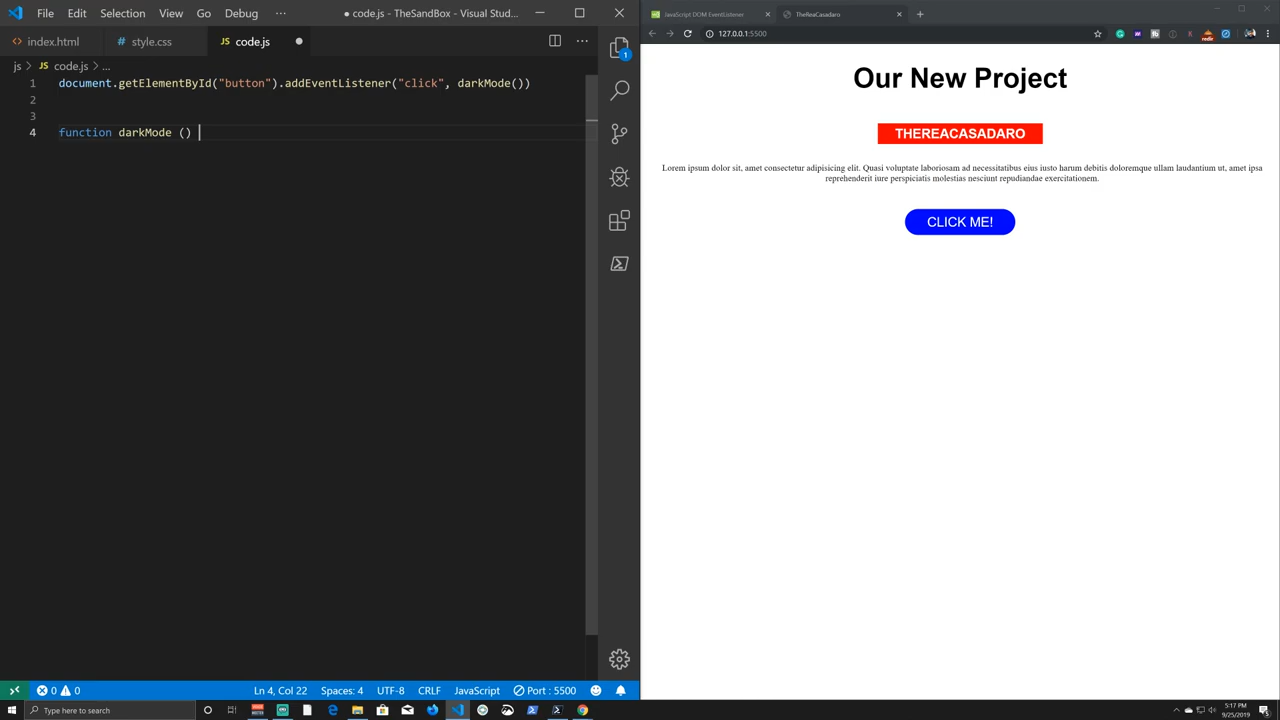 File Edit Selection View ··· ● code.js - Visual Stud...
index.html
style.css
JS code.js ●
js > JS code.js > ...
1
document.getElementById("button").addEventListener("click", darkMode())
2
3
4 function darkMode ()
0 0
Ln 4, Col 22 Spaces: 4 UTF-8 CRLF JavaScript Port : 5500
JavaScript DOM EventListener
TheReaCasadaro
127.0.0.1:5500
Our New Project
THEREACASADARO
Lorem ipsum dolor sit, amet consectetur adipisicing elit. Quasi voluptate laboriosam ad necessitatibus eius iusto harum debitis doloremque ullam laudantium ut, amet ipsa
reprehenderit iure perspiciatis molestias nesciunt repudiandae exercitationem.
CLICK ME!
Type here to search
5:17 PM
9/25/2019